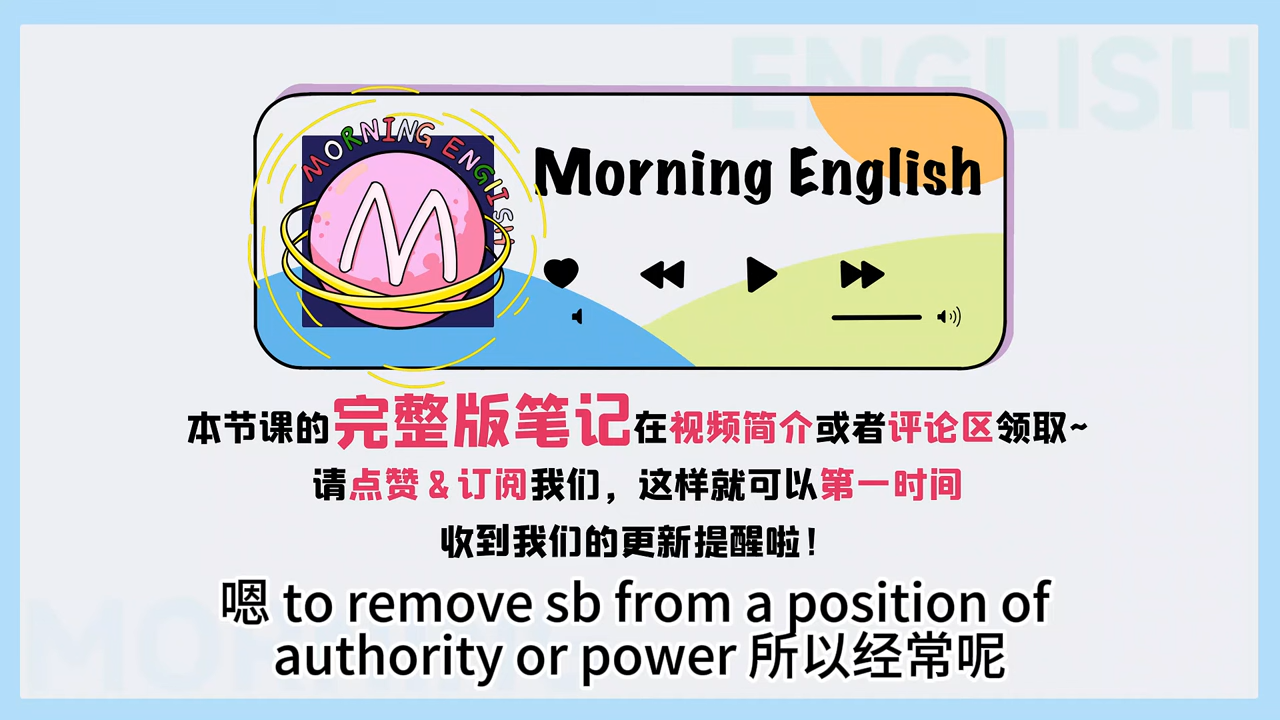 ENGLISH
MORNING ENGLISH
M
Morning English
本节课的完整版笔记在视频简介或者评论区领取~
请点赞&订阅我们，这样就可以第一时间
收到我们的更新提醒啦！
嗯 to remove sb from a position of
authority or power 所以经常呢
MORNING